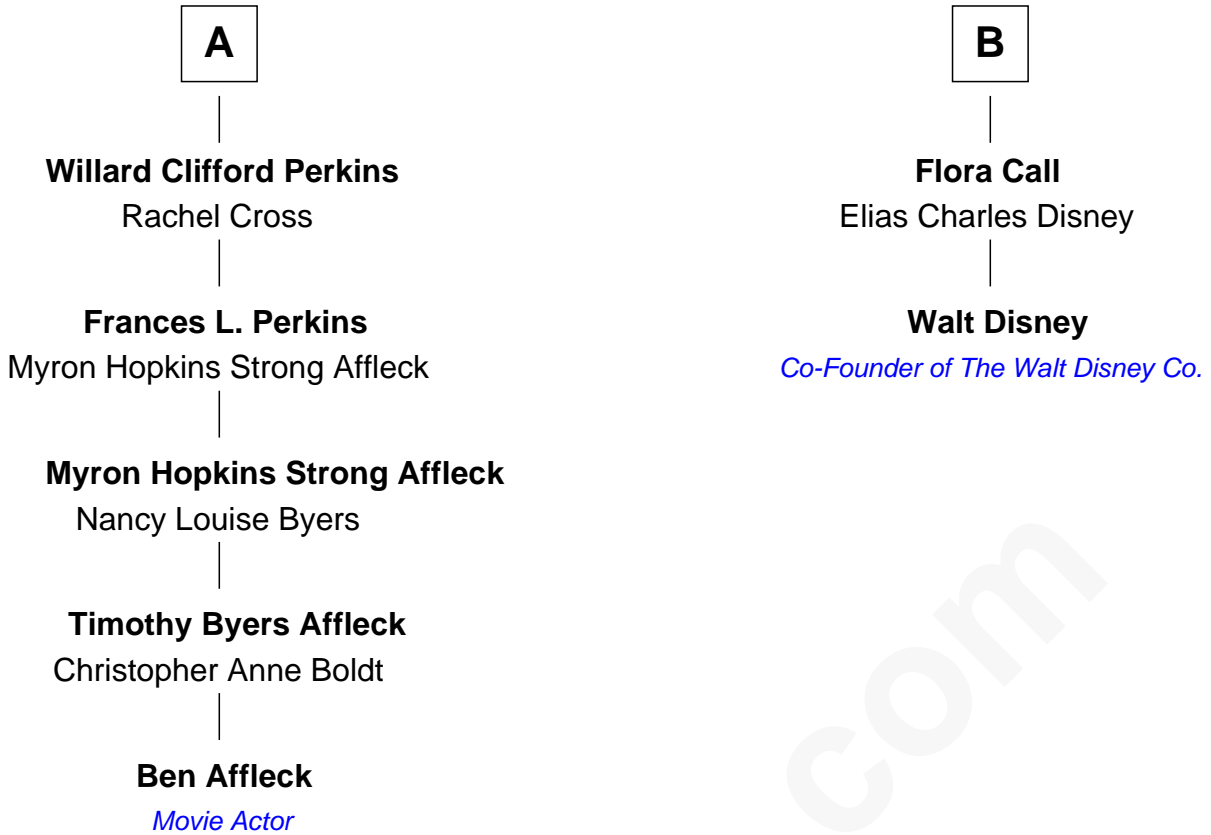 A
Willard Clifford Perkins
Rachel Cross
Frances L. Perkins
Myron Hopkins Strong Affleck
Myron Hopkins Strong Affleck
Nancy Louise Byers
Timothy Byers Affleck
Christopher Anne Boldt
Ben Affleck
Movie Actor
B
Flora Call
Elias Charles Disney
Walt Disney
Co-Founder of The Walt Disney Co.
com